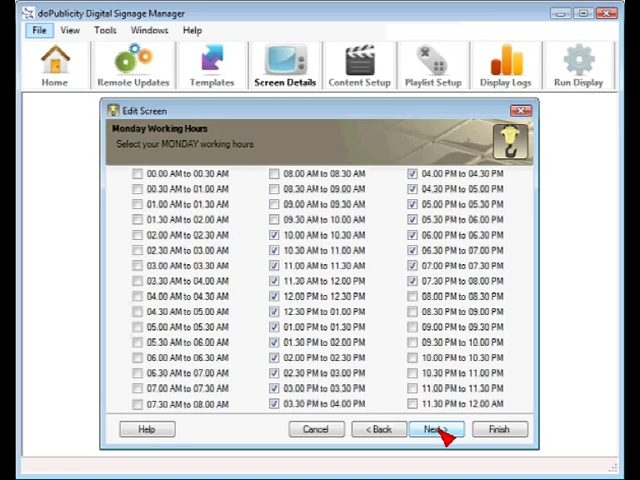 doPublicity Digital Signage Manager
File View Tools Windows Help
Home Remote Updates Templates Screen Details Content Setup Playlist Setup Display Logs Run Display
Edit Screen
Monday Working Hours
Select your MONDAY working hours
00.00 AM to 00.30 AM 08.00 AM to 08.30 AM 04.00 PM to 04.30 PM
00.30 AM to 01.00 AM 08.30 AM to 09.00 AM 04.30 PM to 05.00 PM
01.00 AM to 01.30 AM 09.00 AM to 09.30 AM 05.00 PM to 05.30 PM
01.30 AM to 02.00 AM 09.30 AM to 10.00 AM 05.30 PM to 06.00 PM
02.00 AM to 02.30 AM 10.00 AM to 10.30 AM 06.00 PM to 06.30 PM
02.30 AM to 03.00 AM 10.30 AM to 11.00 AM 06.30 PM to 07.00 PM
03.00 AM to 03.30 AM 11.00 AM to 11.30 AM 07.00 PM to 07.30 PM
03.30 AM to 04.00 AM 11.30 AM to 12.00 PM 07.30 PM to 08.00 PM
04.00 AM to 04.30 AM 12.00 PM to 12.30 PM 08.00 PM to 08.30 PM
04.30 AM to 05.00 AM 12.30 PM to 01.00 PM 08.30 PM to 09.00 PM
05.00 AM to 05.30 AM 01.00 PM to 01.30 PM 09.00 PM to 09.30 PM
05.30 AM to 06.00 AM 01.30 PM to 02.00 PM 09.30 PM to 10.00 PM
06.00 AM to 06.30 AM 02.00 PM to 02.30 PM 10.00 PM to 10.30 PM
06.30 AM to 07.00 AM 02.30 PM to 03.00 PM 10.30 PM to 11.00 PM
07.00 AM to 07.30 AM 03.00 PM to 03.30 PM 11.00 PM to 11.30 PM
07.30 AM to 08.00 AM 03.30 PM to 04.00 PM 11.30 PM to 12.00 AM
Help Cancel < Back Next > Finish